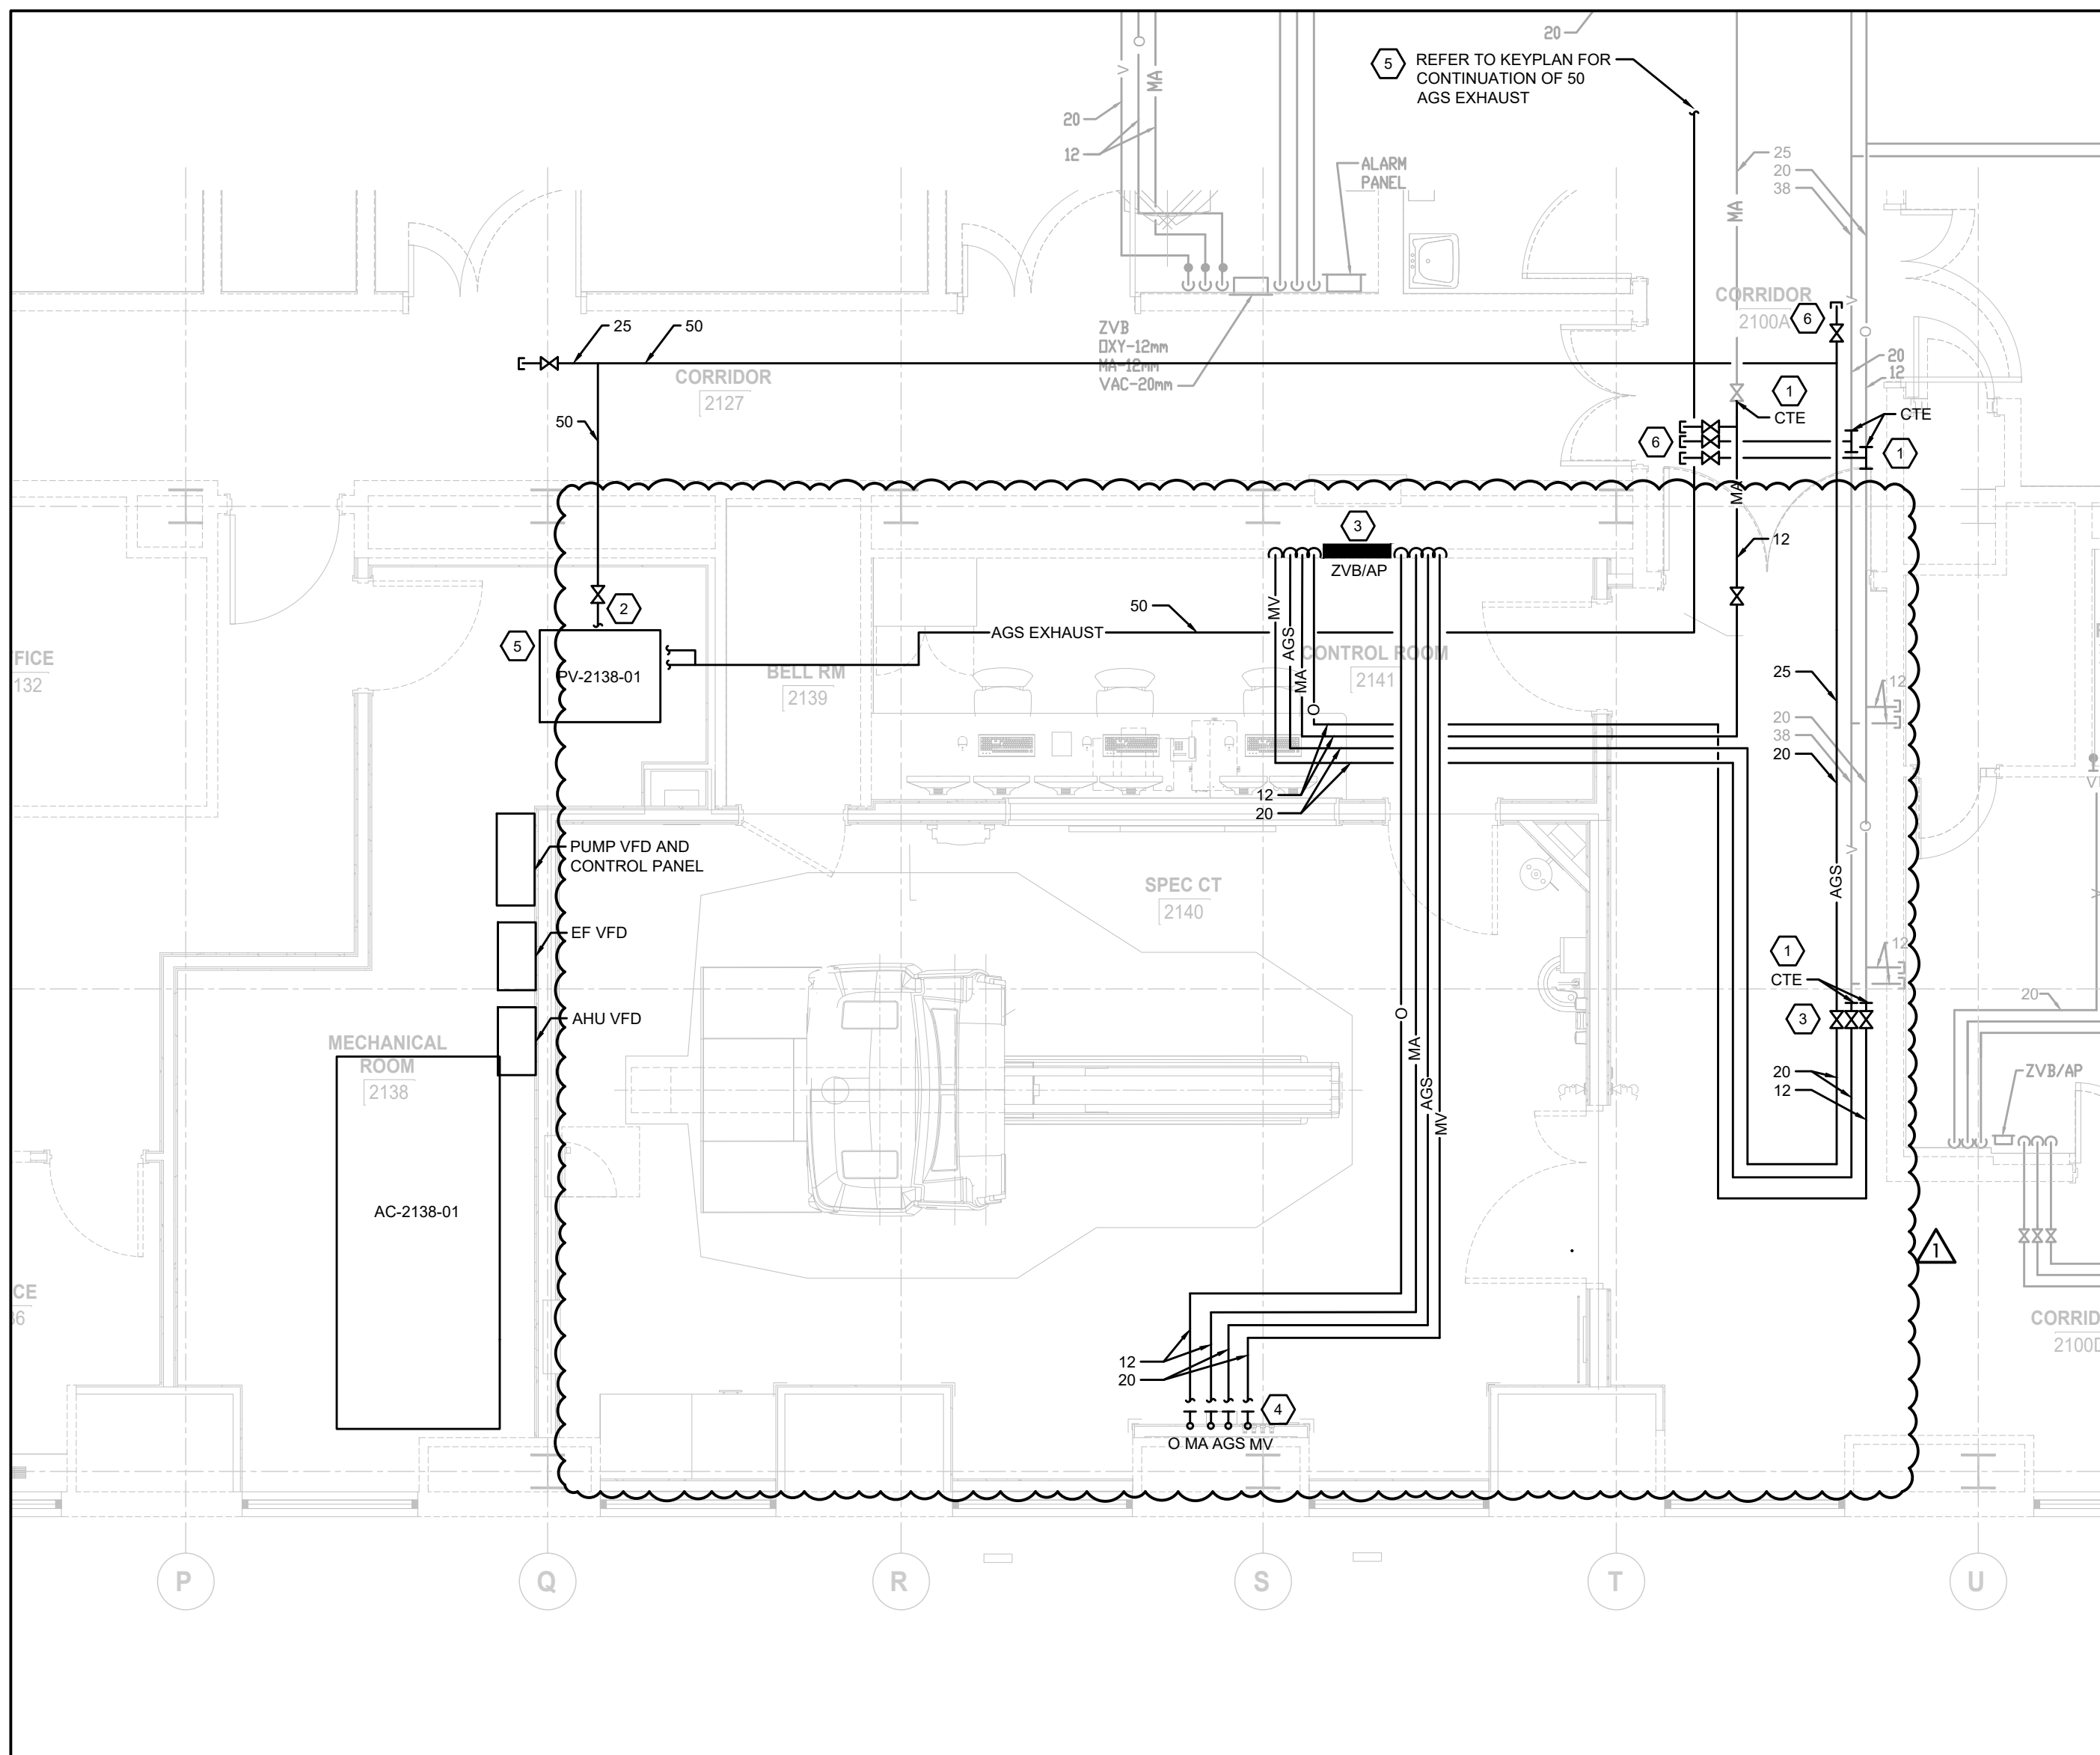 20
5 REFER TO KEYPLAN FOR
CONTINUATION OF 50
AGS EXHAUST
V
O
MA
20
12
ALARM
PANEL
25
20
38
MA
CORRIDOR
2100A
6
V
O
ZVB
OXY-12mm
MA-12mm
VAC-20mm
25
50
CORRIDOR
2127
20
12
1
CTE
CTE
50
6
1
MA
3
ZVB/AP
12
2
50
AGS EXHAUST
MV
AGS
MA
O
5
PV-2138-01
FICE
132
BELL RM
2139
CONTROL ROOM
2141
25
12
20
38
20
12
20
V
O
V
PUMP VFD AND
CONTROL PANEL
SPEC CT
2140
AGS
EF VFD
1
CTE
12
20
3
O
AHU VFD
MECHANICAL
ROOM
2138
MA
AGS
MV
20
12
ZVB/AP
AC-2138-01
1
CE
36
CORRID
2100D
12
20
4
O MA AGS MV
P
Q
R
S
T
U